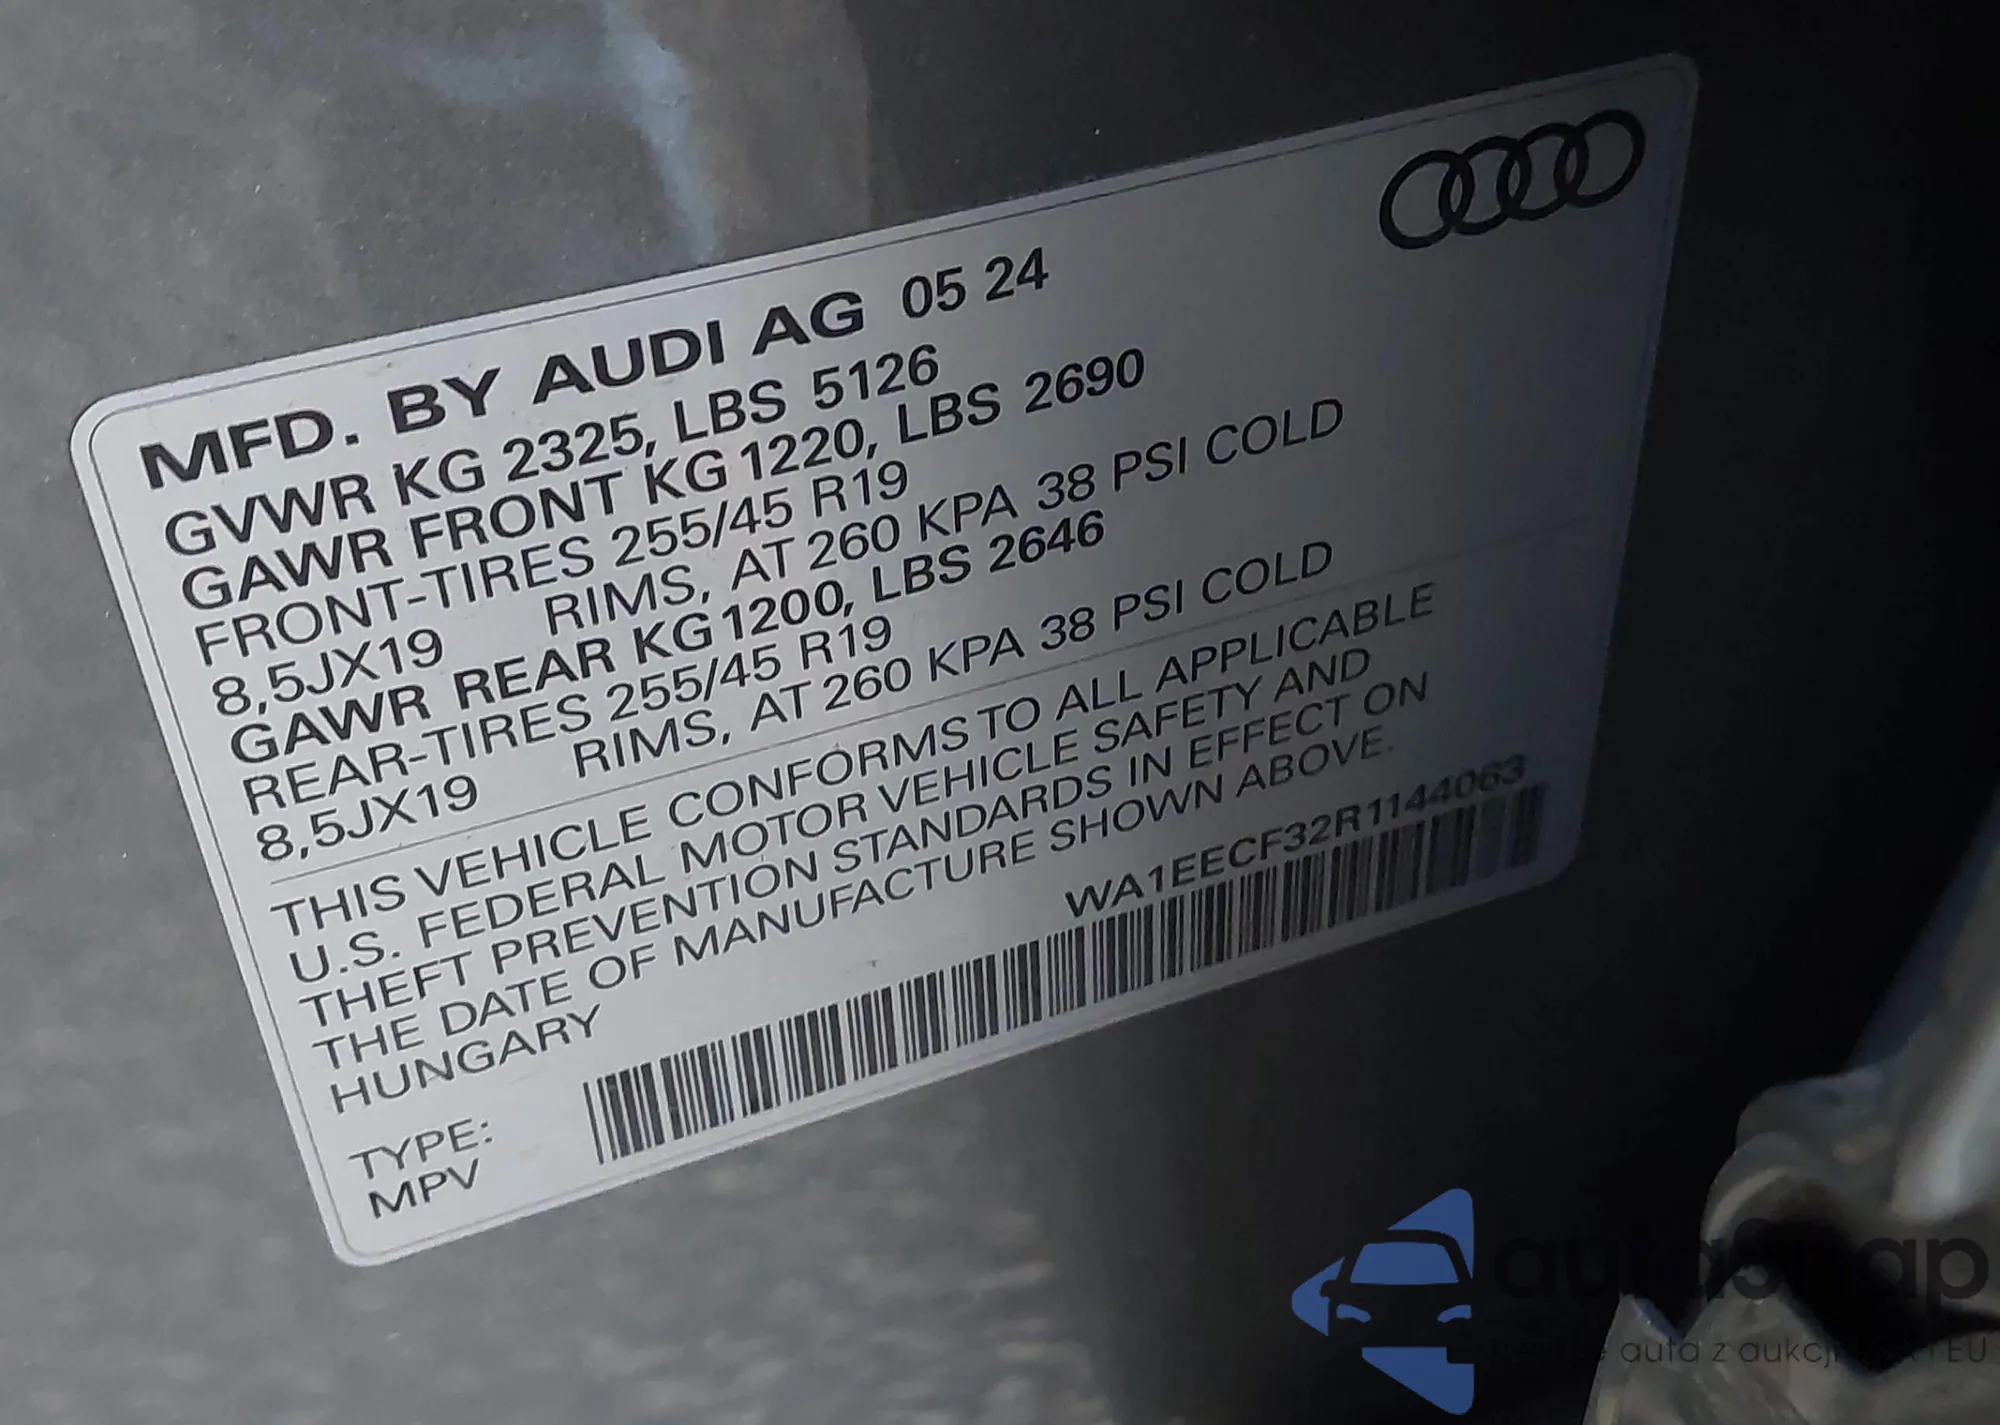 MFD. BY AUDI AG 05 24
GVWR KG 2325, LBS 5126
GAWR FRONT KG 1220, LBS 2690
FRONT-TIRES 255/45 R19
8,5JX19 RIMS, AT 260 KPA 38 PSI COLD
GAWR REAR KG 1200, LBS 2646
REAR-TIRES 255/45 R19
8,5JX19 RIMS, AT 260 KPA 38 PSI COLD
THIS VEHICLE CONFORMS TO ALL APPLICABLE
U.S. FEDERAL MOTOR VEHICLE SAFETY AND
THEFT PREVENTION STANDARDS IN EFFECT ON
THE DATE OF MANUFACTURE SHOWN ABOVE.
HUNGARY
WA1EECF32R1144063
TYPE:
MPV
autasnap
auta z EU